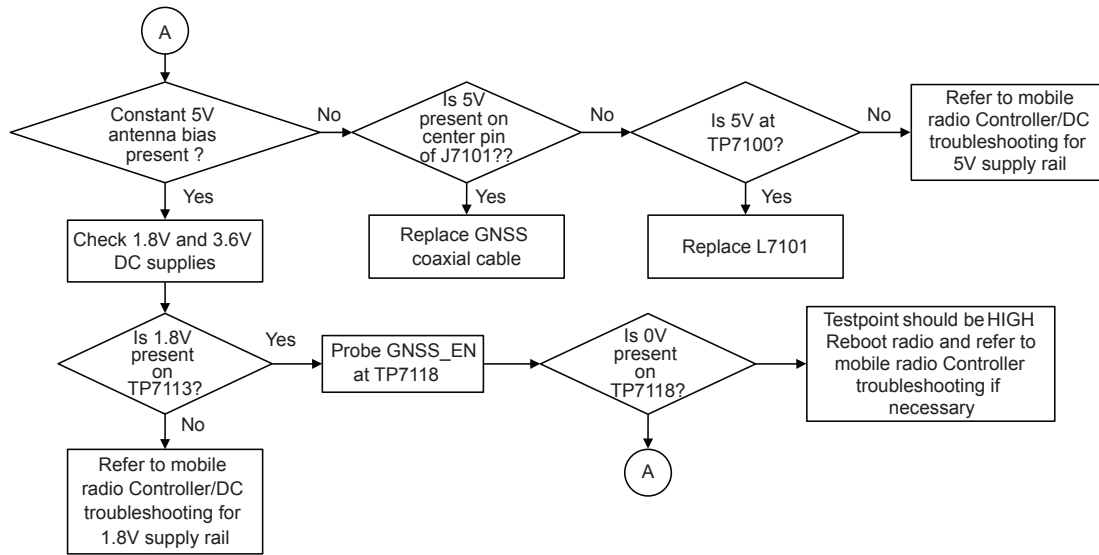 A
Constant 5V
antenna bias
present ?
No
Is 5V
present on
center pin
of J7101??
No
Is 5V at
TP7100?
No
Refer to mobile
radio Controller/DC
troubleshooting for
5V supply rail
Yes
Yes
Yes
Check 1.8V and 3.6V
DC supplies
Replace GNSS
coaxial cable
Replace L7101
Is 1.8V
present
on
TP7113?
Yes
Probe GNSS_EN
at TP7118
Is 0V
present
on
TP7118?
Testpoint should be HIGH
Reboot radio and refer to
mobile radio Controller
troubleshooting if
necessary
No
Refer to mobile
radio Controller/DC
troubleshooting for
1.8V supply rail
A